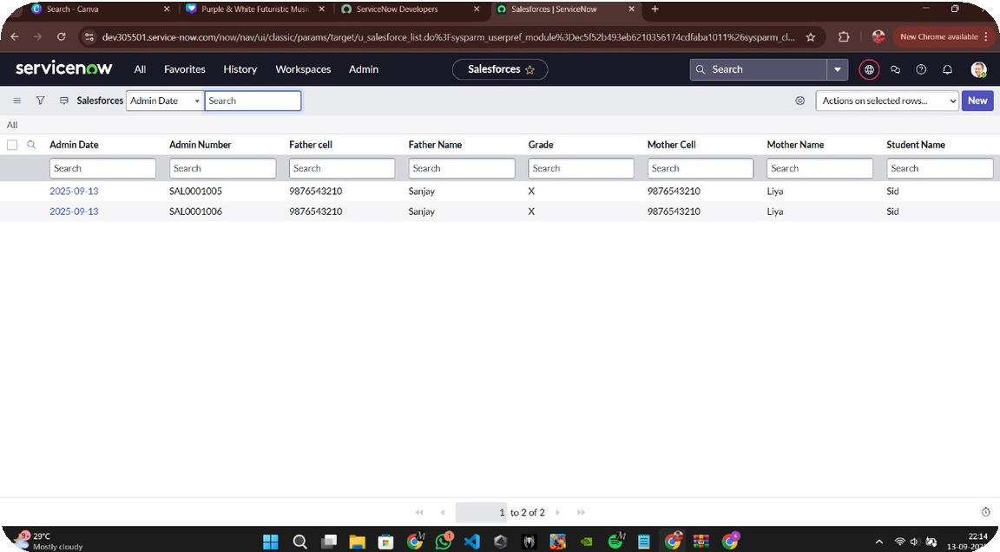 Search - Canva
Purple & White Futuristic Music
ServiceNow Developers
Salesforces | ServiceNow
dev305501.service-now.com/now/nav/ui/classic/params/target/u_salesforce_list.do%3Fsysparm_userpref_module%3Dec5f52b493eb6210356174cdfaba1011%26sysparm_cl...
New Chrome available
servicenow All Favorites History Workspaces Admin Salesforces Search
Salesforces Admin Date Search Actions on selected rows... New
All
Admin Date Admin Number Father cell Father Name Grade Mother Cell Mother Name Student Name
Search Search Search Search Search Search Search Search
2025-09-13 SAL0001005 9876543210 Sanjay X 9876543210 Liya Sid
2025-09-13 SAL0001006 9876543210 Sanjay X 9876543210 Liya Sid
1 to 2 of 2
29°C
Mostly cloudy
22:14